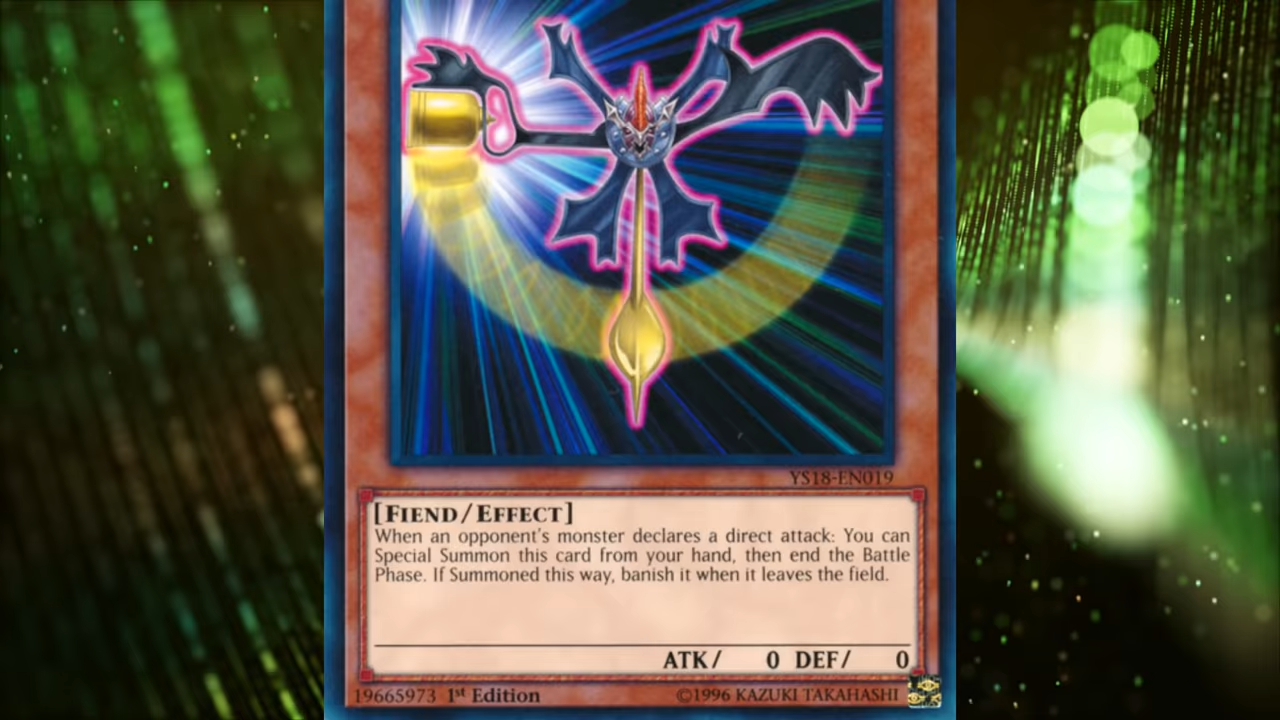 YS18-EN019
[FIEND/EFFECT]
When an opponent's monster declares a direct attack: You can
Special Summon this card from your hand, then end the Battle
Phase. If Summoned this way, banish it when it leaves the field.
ATK/ 0 DEF/ 0
19665973 1st Edition ©1996 KAZUKI TAKAHASHI